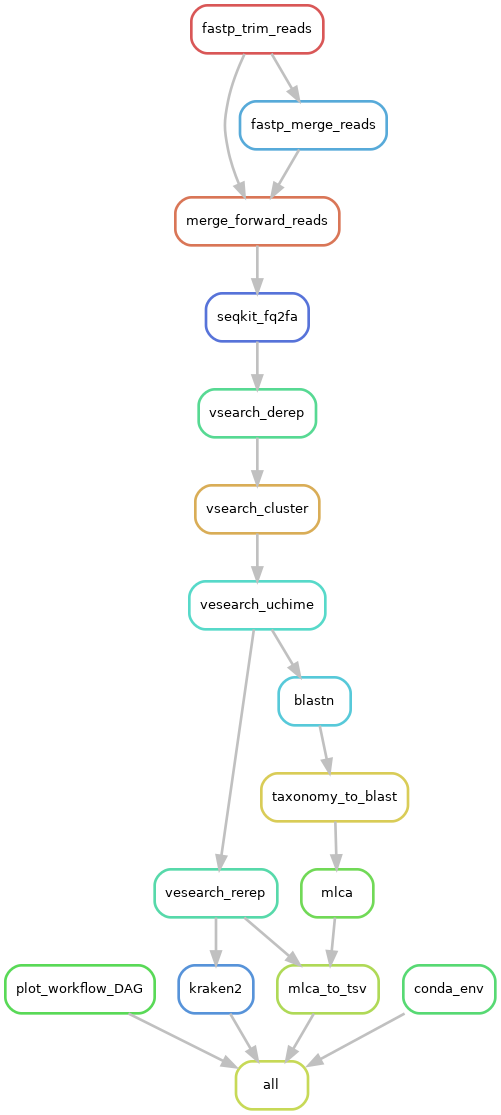 fastp_trim_reads
fastp_merge_reads
merge_forward_reads
seqkit_fq2fa
vsearch_derep
vsearch_cluster
vesearch_uchime
blastn
taxonomy_to_blast
vesearch_rerep
mlca
plot_workflow_DAG
kraken2
mlca_to_tsv
conda_env
all